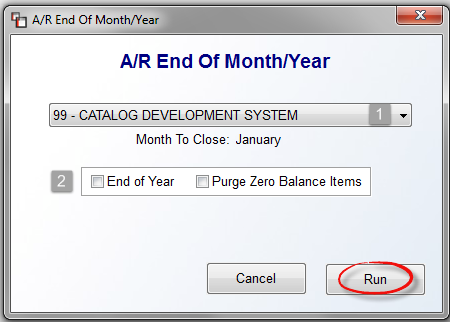 A/R End Of Month/Year
A/R End Of Month/Year
99 - CATALOG DEVELOPMENT SYSTEM 1
Month To Close: January
2 End of Year Purge Zero Balance Items
Cancel Run